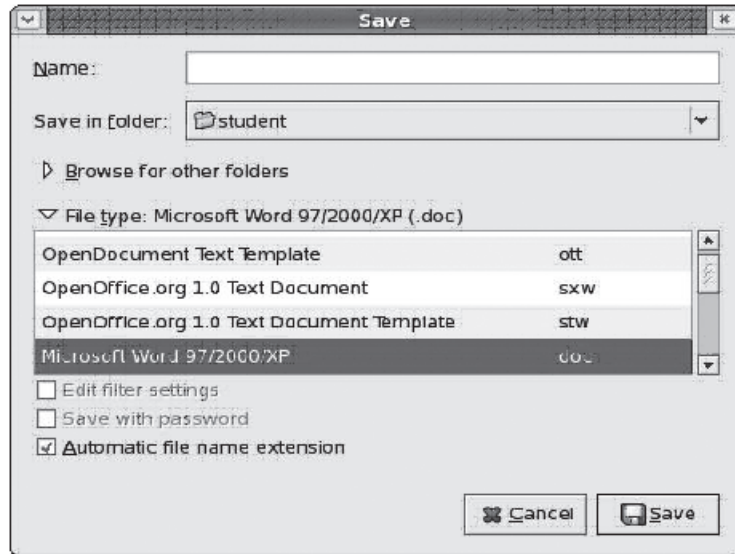 Save
Name:
Save in folder: student
Browse for other folders
File type: Microsoft Word 97/2000/XP (.doc)
OpenDocument Text Template ott
OpenOffice.org 1.0 Text Document sxw
OpenOffice.org 1.0 Text Document Template stw
Microsoft Word 97/2000/XP doc
Edit filter settings
Save with password
Automatic file name extension
Cancel Save